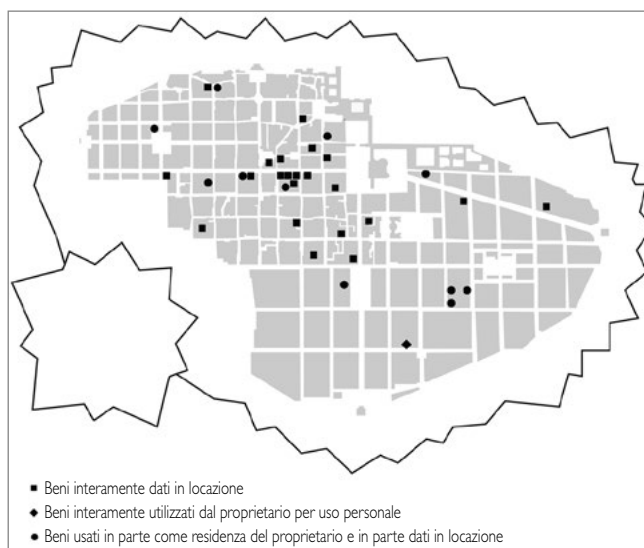 Beni interamente dati in locazione
Beni interamente utilizzati dal proprietario per uso personale
Beni usati in parte come residenza del proprietario e in parte dati in locazione